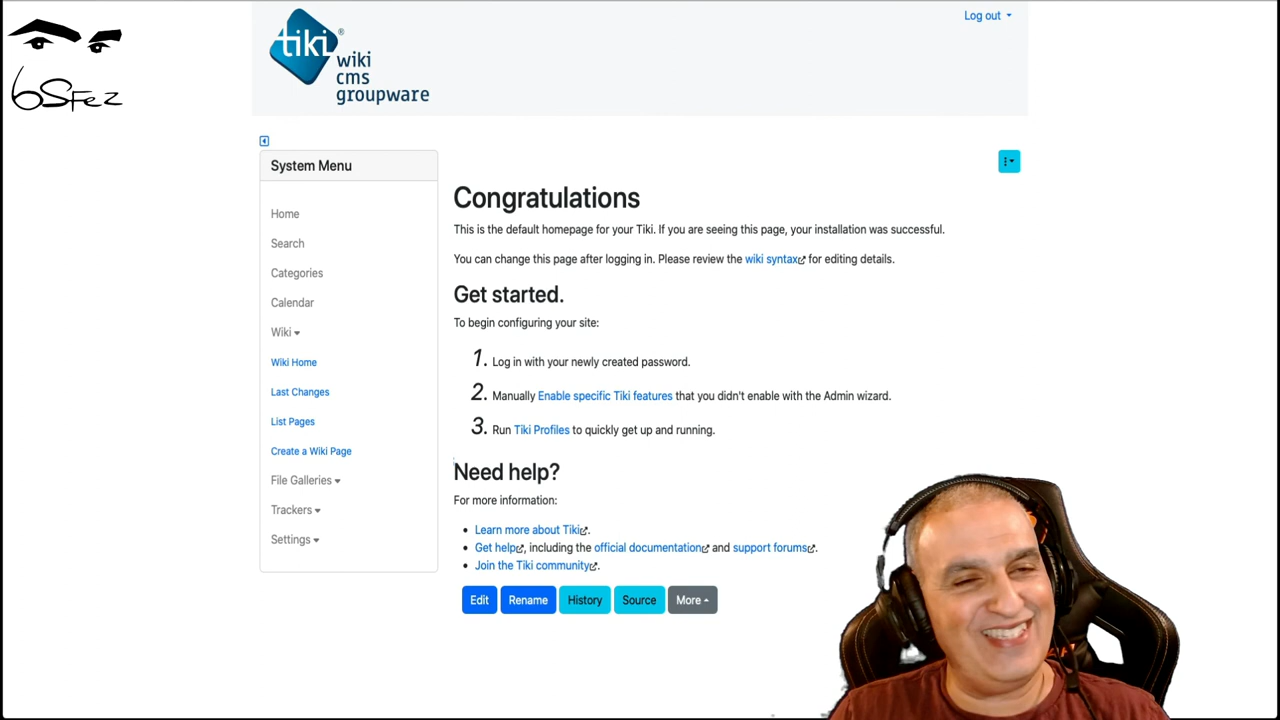 Log out
tiki®
wiki
cms
groupware
bSFez
System Menu
Home
Search
Categories
Calendar
Wiki
Wiki Home
Last Changes
List Pages
Create a Wiki Page
File Galleries
Trackers
Settings
Congratulations
This is the default homepage for your Tiki. If you are seeing this page, your installation was successful.
You can change this page after logging in. Please review the wiki syntax for editing details.
Get started.
To begin configuring your site:
1. Log in with your newly created password.
2. Manually Enable specific Tiki features that you didn't enable with the Admin wizard.
3. Run Tiki Profiles to quickly get up and running.
Need help?
For more information:
• Learn more about Tiki.
• Get help, including the official documentation and support forums.
• Join the Tiki community.
Edit Rename History Source More